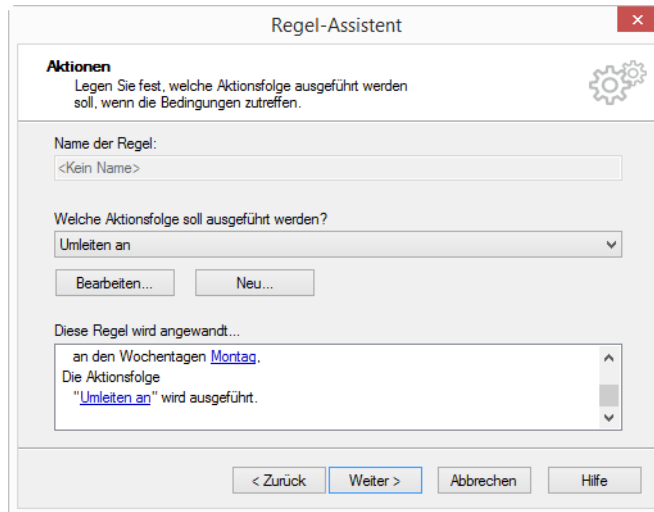 Regel-Assistent
Aktionen
Legen Sie fest, welche Aktionsfolge ausgeführt werden
soll, wenn die Bedingungen zutreffen.
Name der Regel:
<Kein Name>
Welche Aktionsfolge soll ausgeführt werden?
Umleiten an
Bearbeiten... Neu...
Diese Regel wird angewandt...
an den Wochentagen Montag,
Die Aktionsfolge
"Umleiten an" wird ausgeführt.
< Zurück Weiter > Abbrechen Hilfe